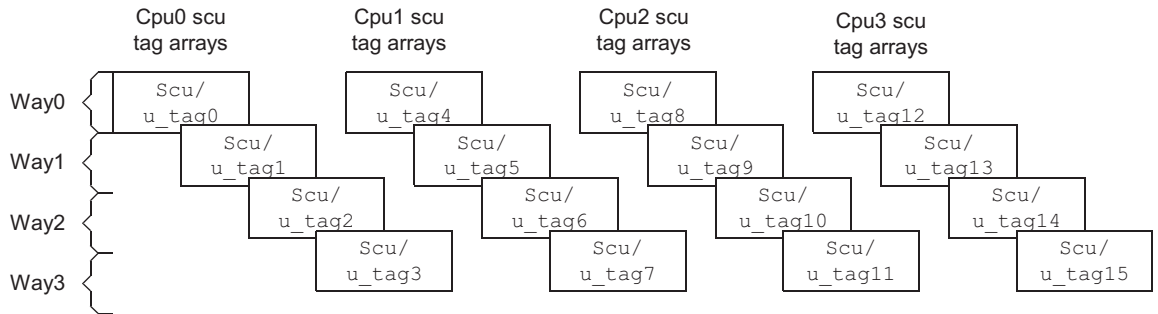 Cpu0 scu
tag arrays
Cpu1 scu
tag arrays
Cpu2 scu
tag arrays
Cpu3 scu
tag arrays
Way0
Scu/
u_tag0
Scu/
u_tag4
Scu/
u_tag8
Scu/
u_tag12
Way1
Scu/
u_tag1
Scu/
u_tag5
Scu/
u_tag9
Scu/
u_tag13
Way2
Scu/
u_tag2
Scu/
u_tag6
Scu/
u_tag10
Scu/
u_tag14
Way3
Scu/
u_tag3
Scu/
u_tag7
Scu/
u_tag11
Scu/
u_tag15